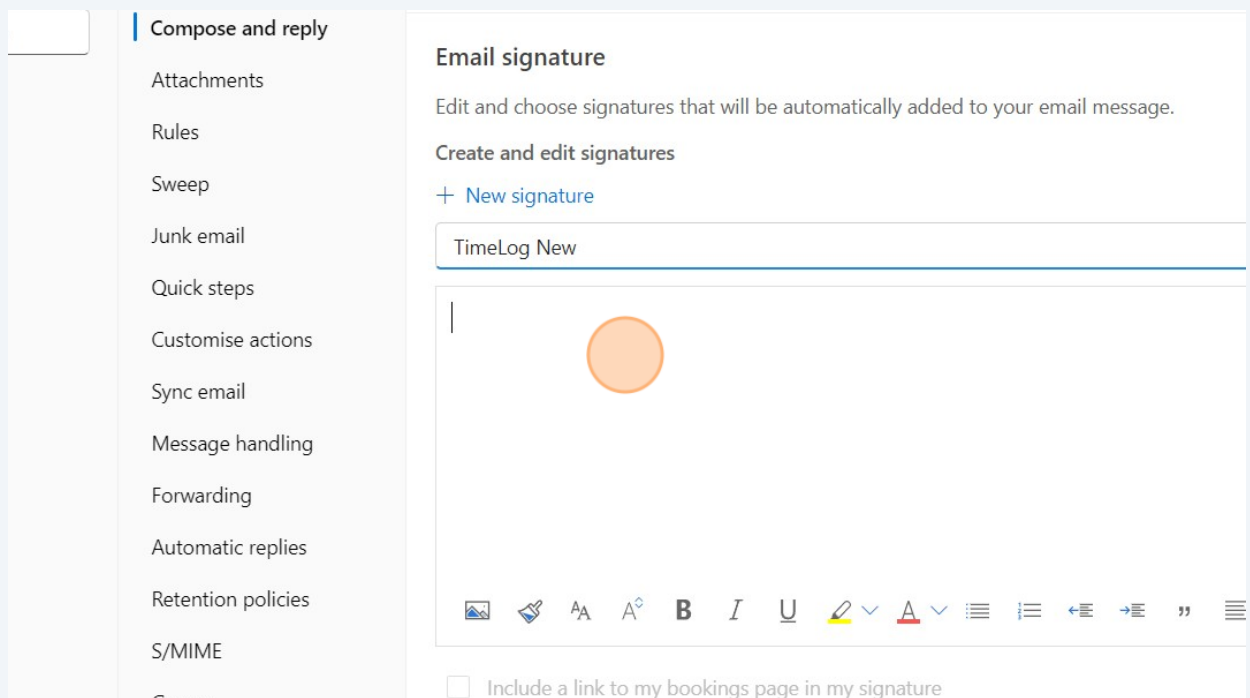 Compose and reply
Attachments
Rules
Sweep
Junk email
Quick steps
Customise actions
Sync email
Message handling
Forwarding
Automatic replies
Retention policies
S/MIME
Email signature
Edit and choose signatures that will be automatically added to your email message.
Create and edit signatures
+ New signature
TimeLog New
Include a link to my bookings page in my signature